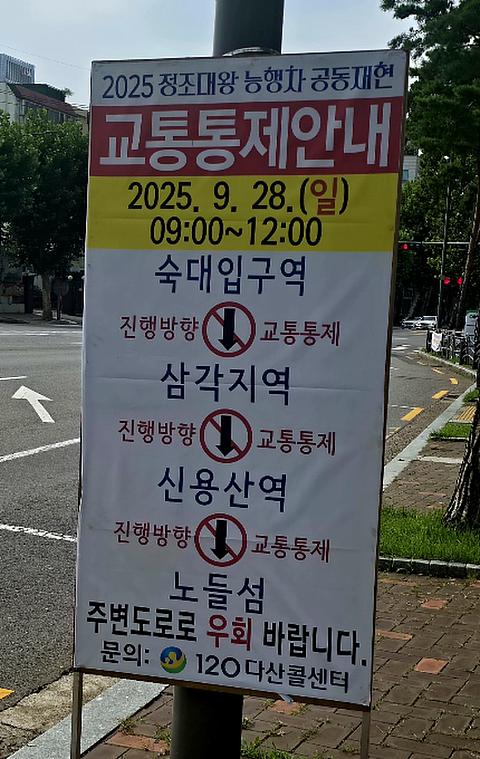 2025 정조대왕 능행차 공동재현
교통통제안내
2025. 9. 28.(일)
09:00~12:00
숙대입구역
진행방향 교통통제
삼각지역
진행방향 교통통제
신용산역
진행방향 교통통제
노들섬
주변도로로 우회 바랍니다.
문의: 120다산콜센터